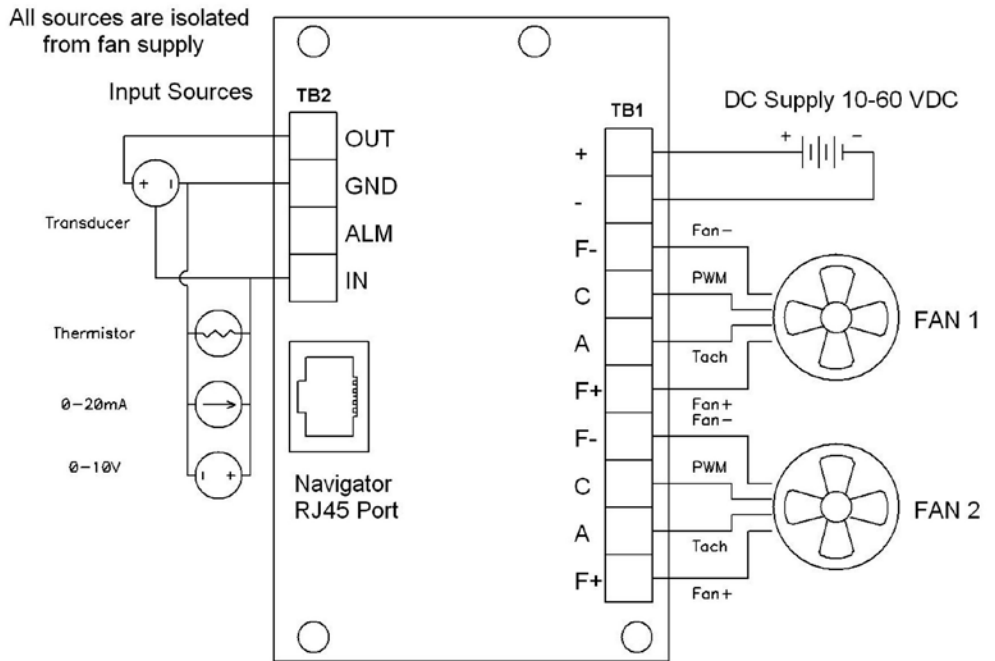 All sources are isolated
from fan supply
Input Sources
TB2
OUT
GND
ALM
IN
+
-
Transducer
Thermistor
0-20mA
0-10V
-
+
Navigator
RJ45 Port
DC Supply 10-60 VDC
TB1
+
-
+
-
F-
C
A
F+
F-
C
A
F+
Fan-
PWM
Tach
Fan+
FAN 1
Fan-
PWM
Tach
Fan+
FAN 2